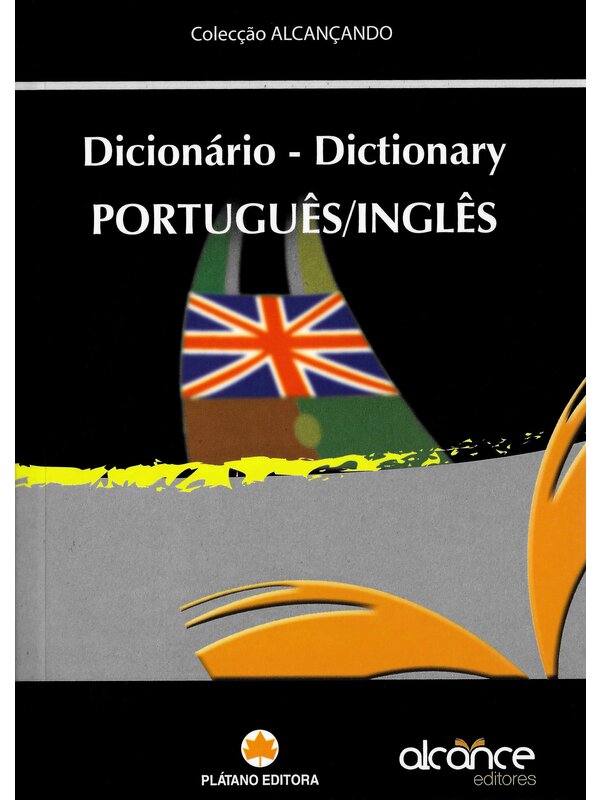 Colecção ALCANÇANDO
Dicionário - Dictionary
PORTUGUÊS/INGLÊS
PLÁTANO EDITORA
alcance
editores